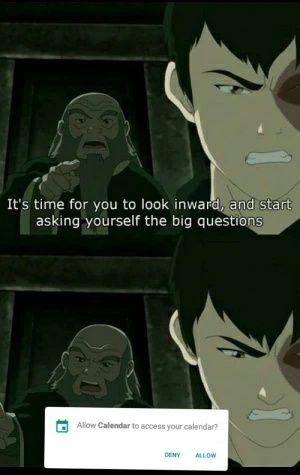 It's time for you to look inward, and start
asking yourself the big questions
Allow Calendar to access your calendar?
DENY ALLOW